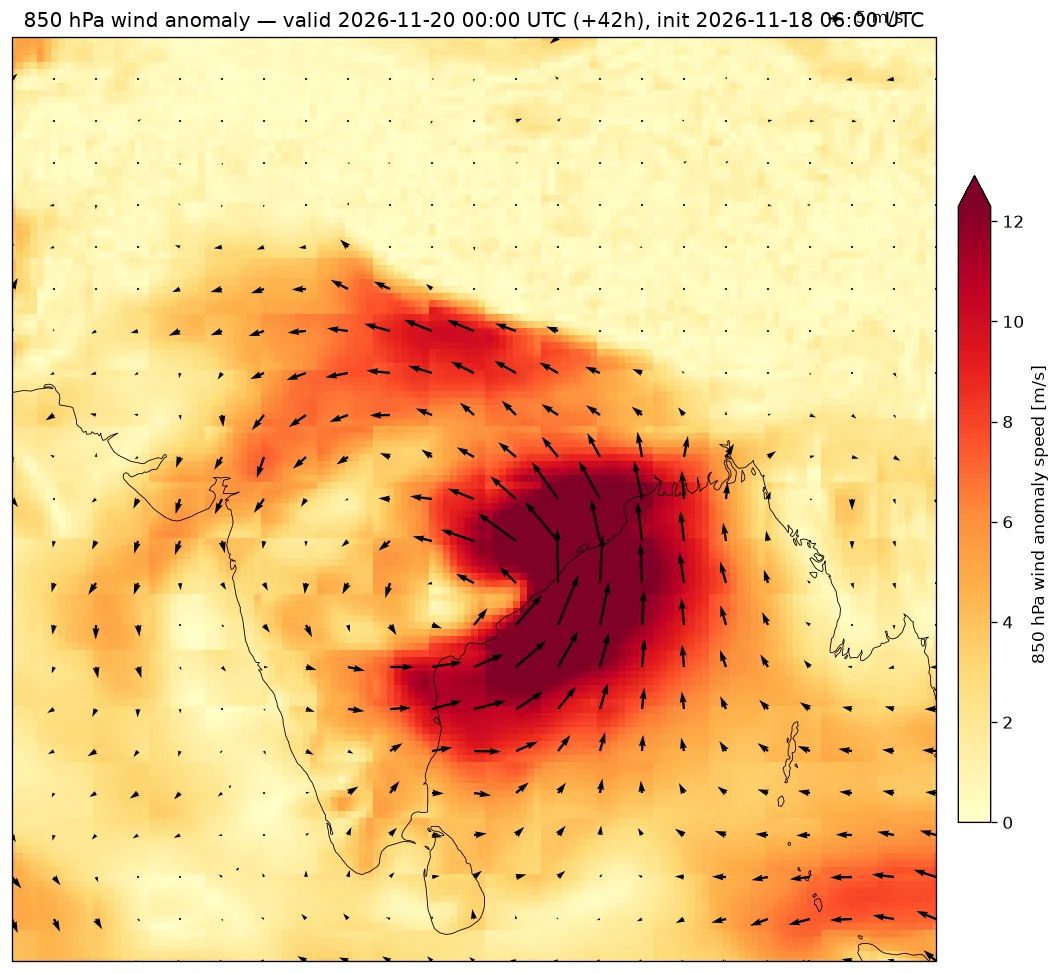 850 hPa wind anomaly — valid 2026-11-20 00:00 UTC (+42h), init 2026-11-18 06:00 UTC
5 m/s
12
10
8
6
4
2
0
850 hPa wind anomaly speed [m/s]